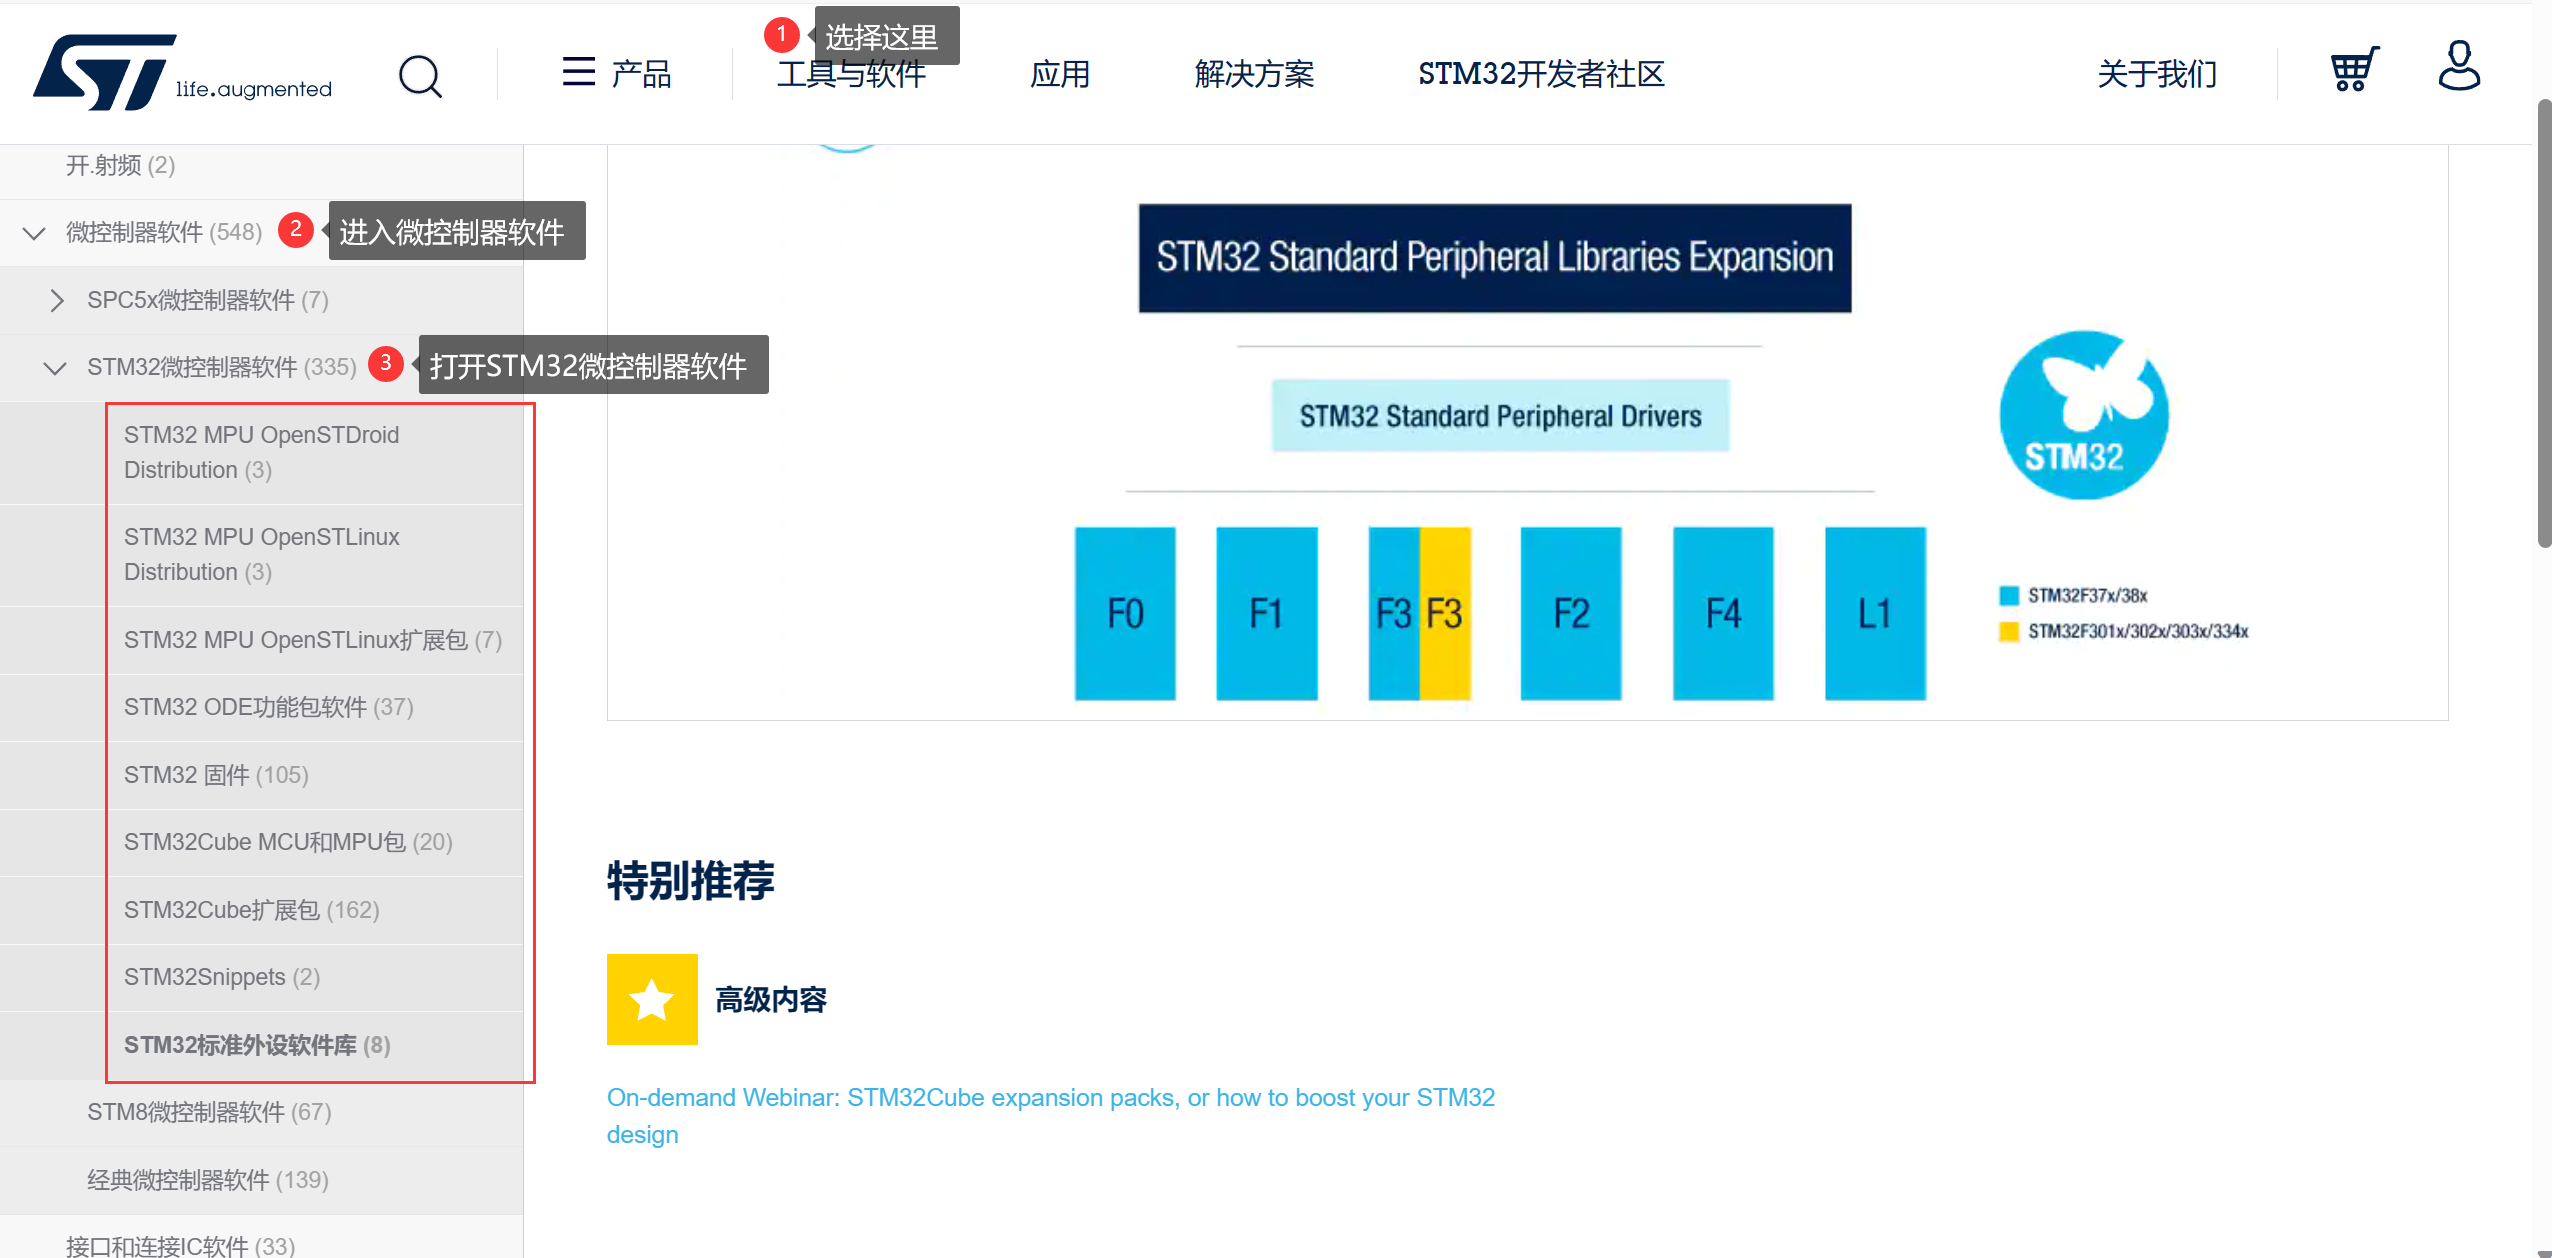 ST life.augmented
产品
1 选择这里
工具与软件
应用
解决方案
STM32开发者社区
关于我们
开.射频 (2)
微控制器软件 (548) 2 进入微控制器软件
SPC5x微控制器软件 (7)
STM32微控制器软件 (335) 3 打开STM32微控制器软件
STM32 MPU OpenSTDroid
Distribution (3)
STM32 MPU OpenSTLinux
Distribution (3)
STM32 MPU OpenSTLinux扩展包 (7)
STM32 ODE功能包软件 (37)
STM32 固件 (105)
STM32Cube MCU和MPU包 (20)
STM32Cube扩展包 (162)
STM32Snippets (2)
STM32标准外设软件库 (8)
STM8微控制器软件 (67)
经典微控制器软件 (139)
接口和连接IC软件 (33)
STM32 Standard Peripheral Libraries Expansion
STM32 Standard Peripheral Drivers
STM32
F0 F1 F3 F3 F2 F4 L1
STM32F37x/38x
STM32F301x/302x/303x/334x
特别推荐
高级内容
On-demand Webinar: STM32Cube expansion packs, or how to boost your STM32
design